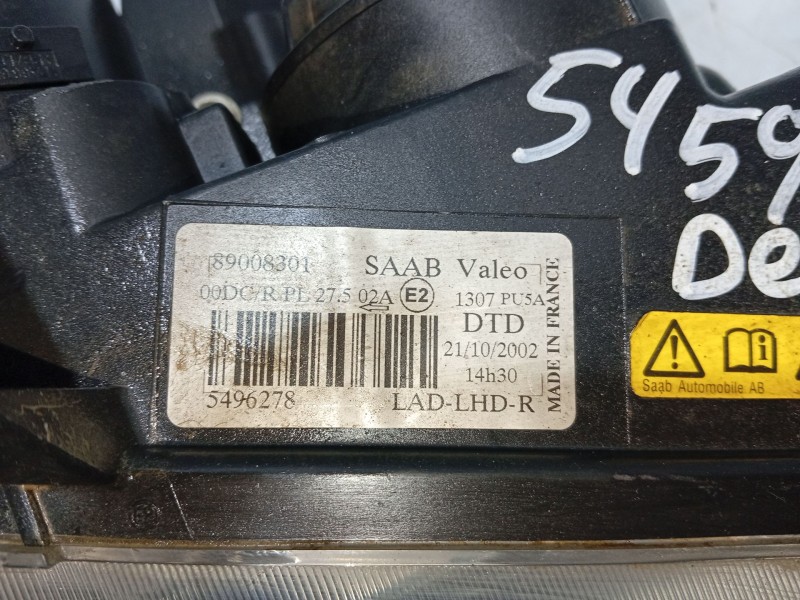 5459
De
89008301 SAAB Valeo
00DC/R PL 27.5 02A E2 1307 PU5A
DTD
21/10/2002
14h30
5496278 LAD-LHD-R
MADE IN FRANCE
Saab Automobile AB